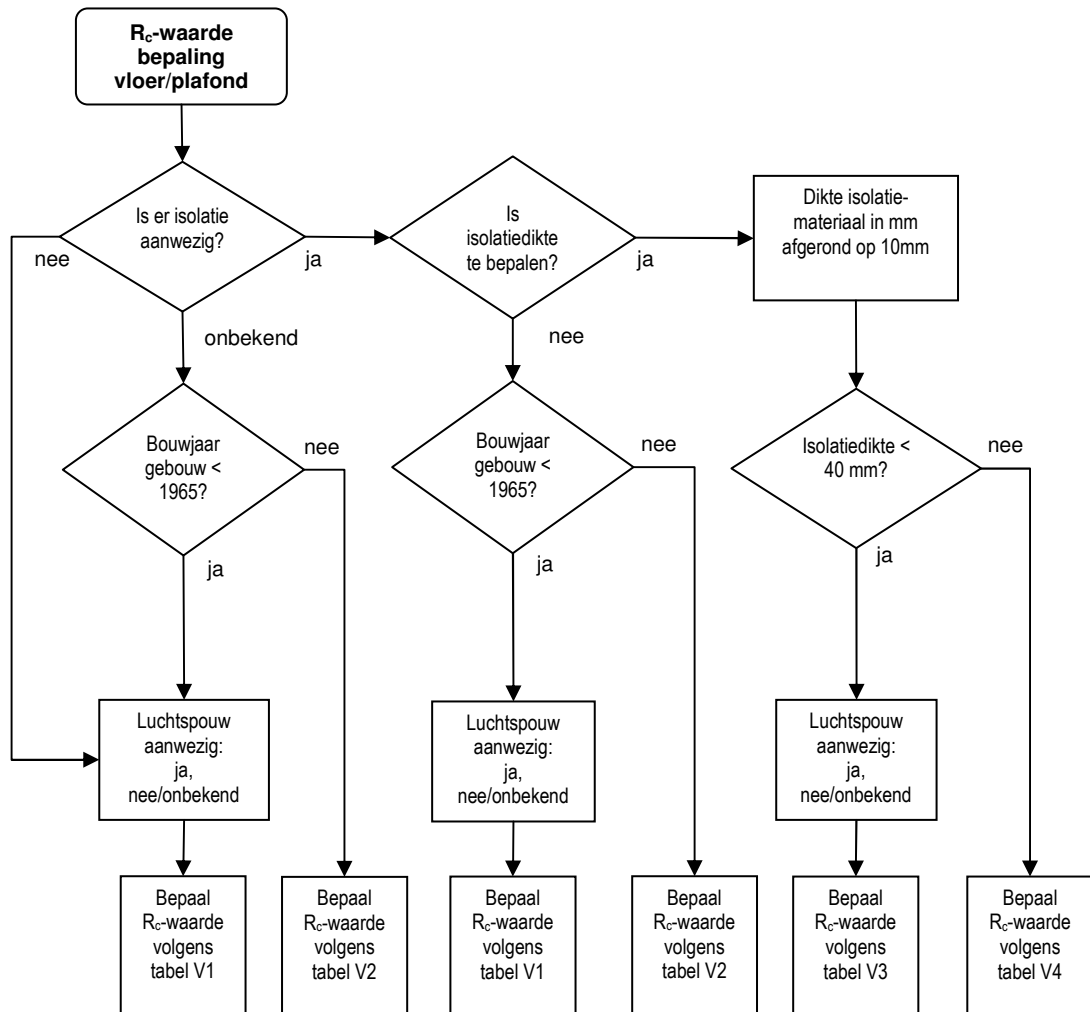 Rc-waarde
bepaling
vloer/plafond
Is er isolatie
aanwezig?
nee
ja
onbekend
Is
isolatiedikte
te bepalen?
ja
nee
Dikte isolatie-
materiaal in mm
afgerond op 10mm
Bouwjaar
gebouw <
1965?
nee
ja
Bouwjaar
gebouw <
1965?
nee
ja
Isolatiedikte <
40 mm?
nee
ja
Luchtspouw
aanwezig:
ja,
nee/onbekend
Luchtspouw
aanwezig:
ja,
nee/onbekend
Luchtspouw
aanwezig:
ja,
nee/onbekend
Bepaal
Rc-waarde
volgens
tabel V1
Bepaal
Rc-waarde
volgens
tabel V2
Bepaal
Rc-waarde
volgens
tabel V1
Bepaal
Rc-waarde
volgens
tabel V2
Bepaal
Rc-waarde
volgens
tabel V3
Bepaal
Rc-waarde
volgens
tabel V4